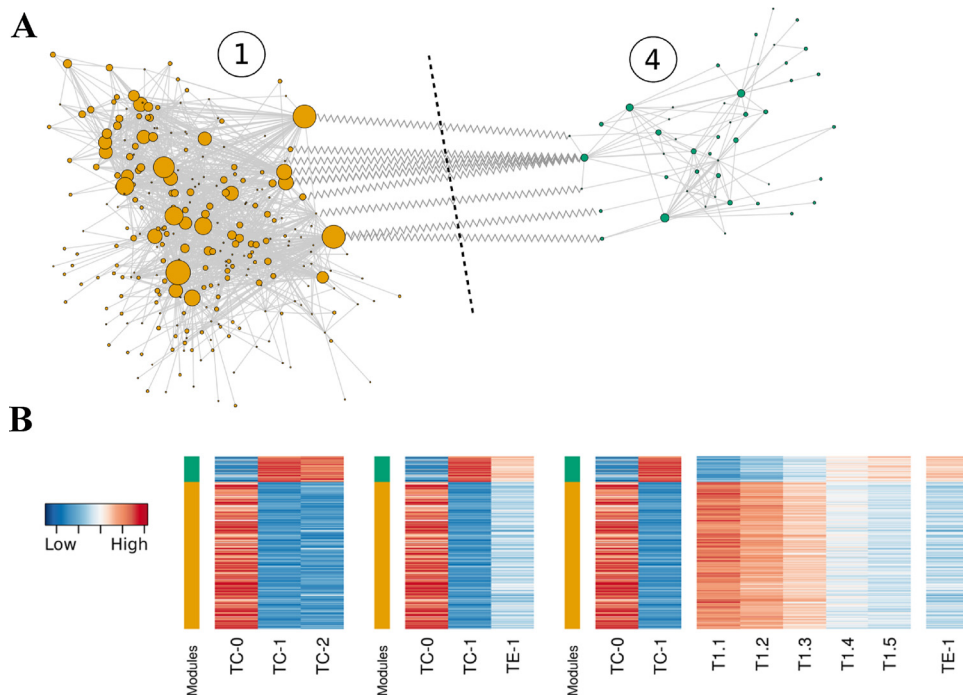 A
1
4
B
Low High
Modules TC-0 TC-1 TC-2
Modules TC-0 TC-1 TE-1
Modules TC-0 TC-1 T1.1 T1.2 T1.3 T1.4 T1.5 TE-1